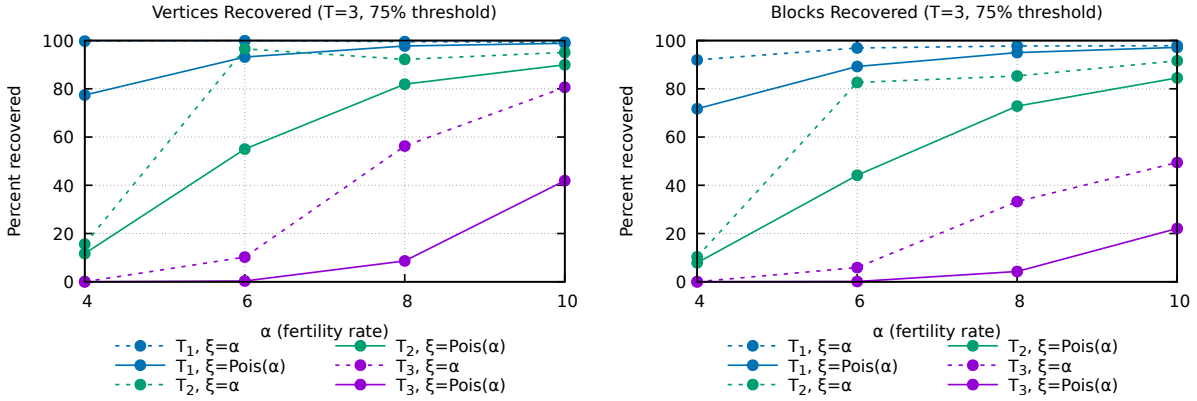 Vertices Recovered (T=3, 75% threshold)
100
80
60
40
20
0
Percent recovered
4
6
8
10
α (fertility rate)
T₁, ξ=α
T₁, ξ=Pois(α)
T₂, ξ=α
T₂, ξ=Pois(α)
T₃, ξ=α
T₃, ξ=Pois(α)
Blocks Recovered (T=3, 75% threshold)
100
80
60
40
20
0
Percent recovered
4
6
8
10
α (fertility rate)
T₁, ξ=α
T₁, ξ=Pois(α)
T₂, ξ=α
T₂, ξ=Pois(α)
T₃, ξ=α
T₃, ξ=Pois(α)